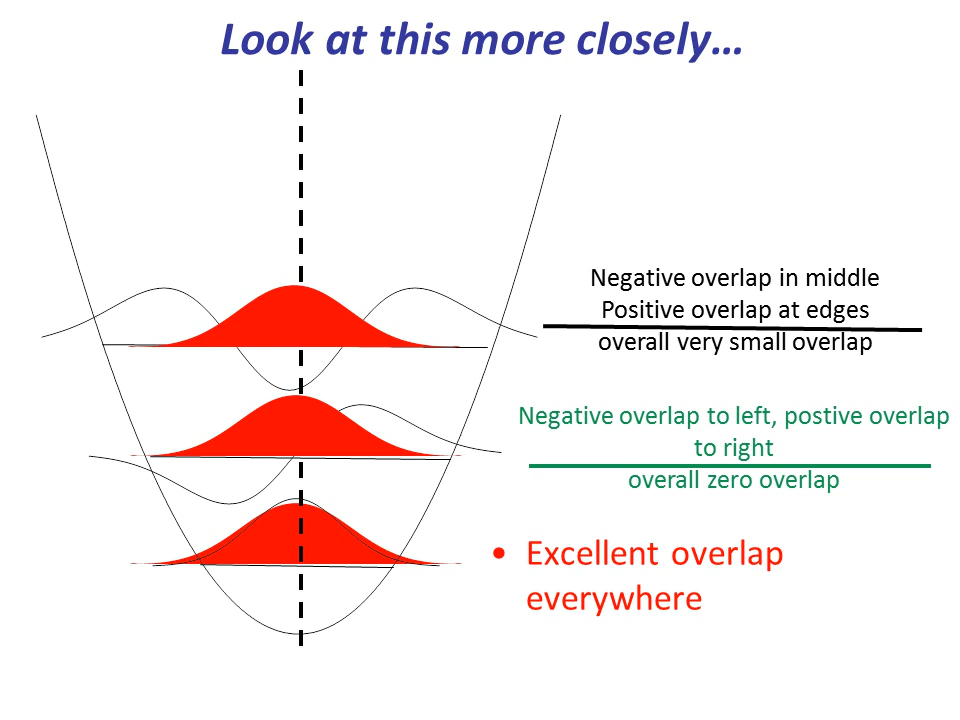 Look at this more closely…
Negative overlap in middle
Positive overlap at edges
overall very small overlap
Negative overlap to left, postive overlap
to right
overall zero overlap
• Excellent overlap
everywhere